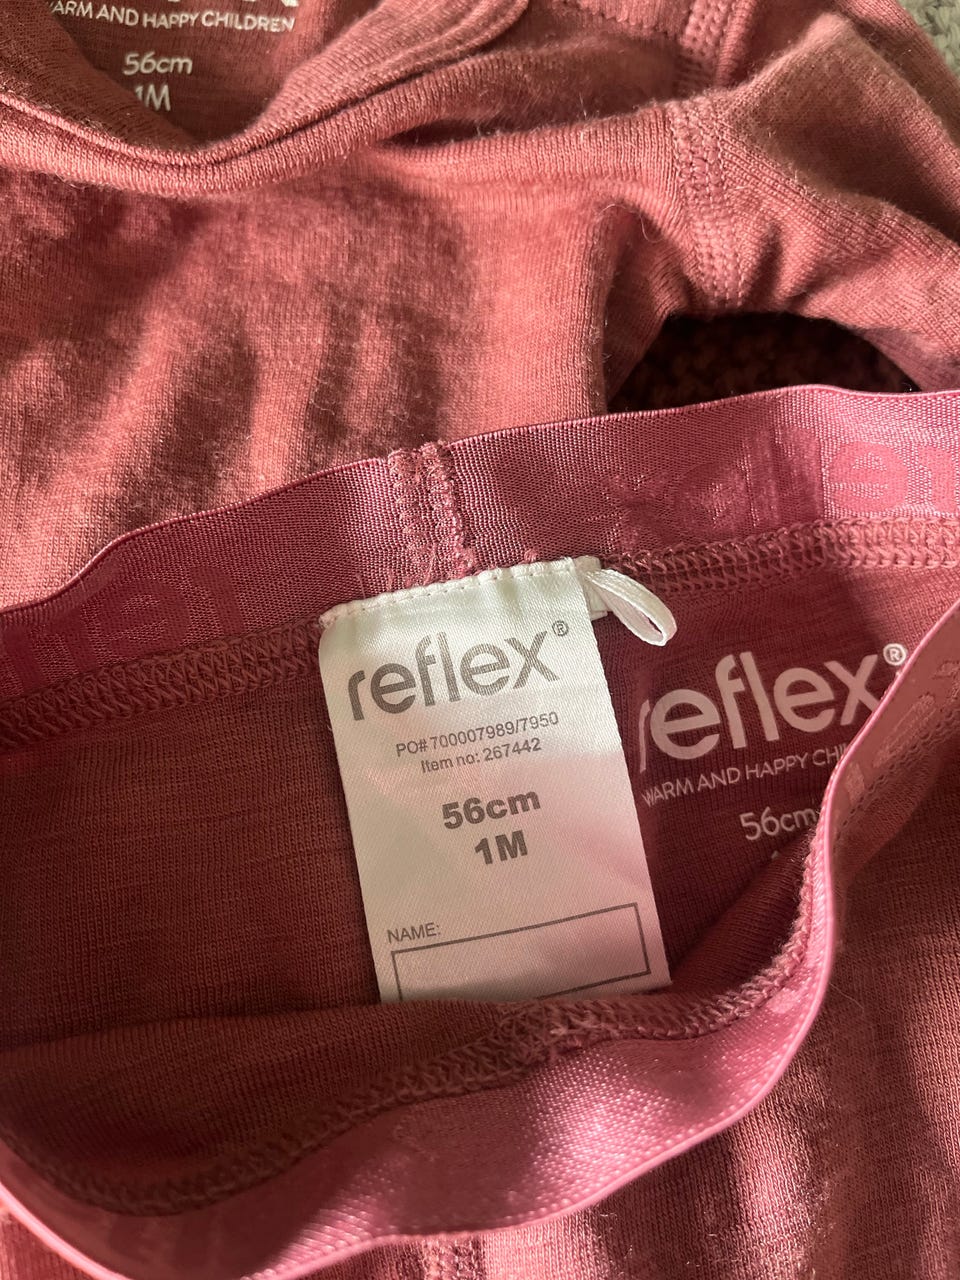 WARM AND HAPPY CHILDREN
56cm
1M
reflex
reflex®
PO# 700007989/7950
Item no: 267442
56cm
1M
NAME:
reflex®
WARM AND HAPPY
56cm